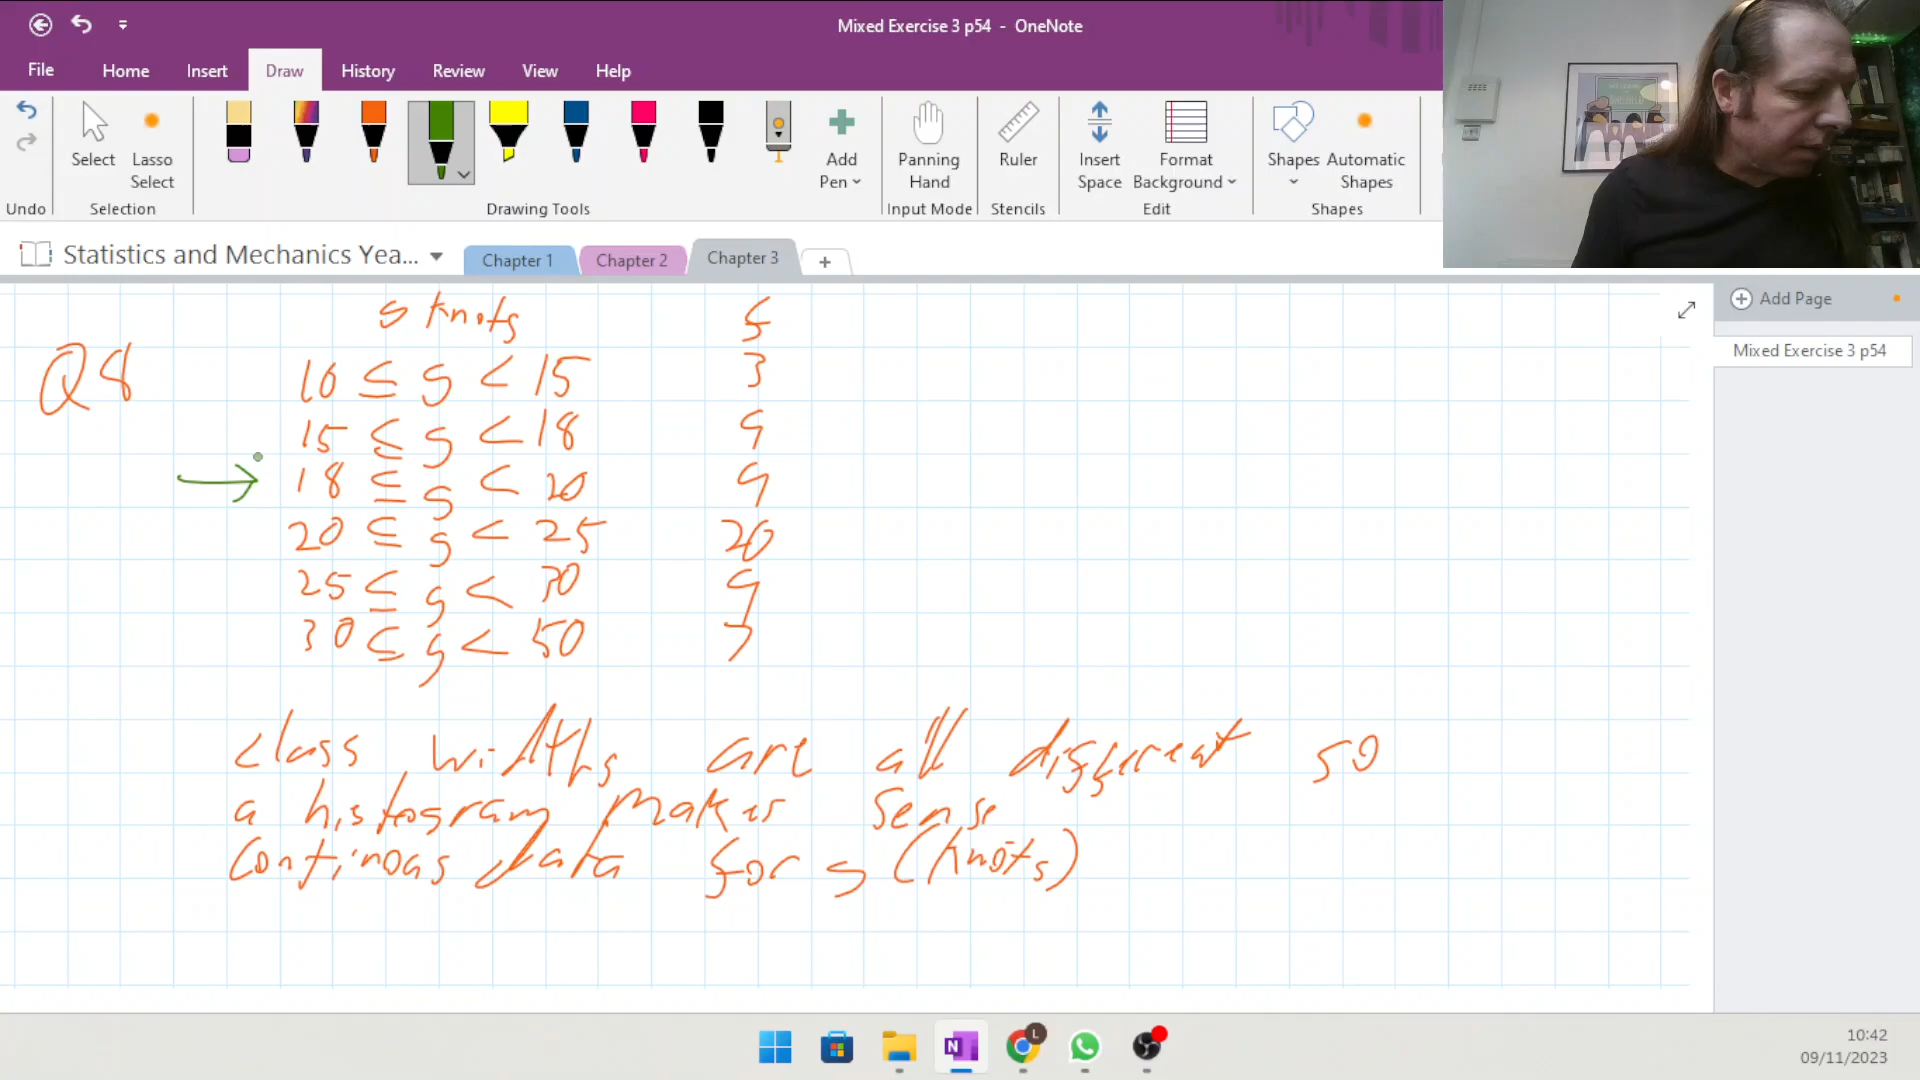 Mixed Exercise 3 p54 - OneNote
File Home Insert Draw History Review View Help
Undo
Select
Lasso Select
Selection
Drawing Tools
Add Pen
Panning Hand
Input Mode
Ruler
Stencils
Insert Space
Format Background
Edit
Shapes
Automatic Shapes
Shapes
Statistics and Mechanics Yea...
Chapter 1
Chapter 2
Chapter 3
Add Page
Mixed Exercise 3 p54
Q8
s knots f
10 ≤ s < 15 3
15 ≤ s < 18 9
18 ≤ s < 20 9
20 ≤ s < 25 20
25 ≤ s < 30 9
30 ≤ s < 50 7
class widths are all different so
a histogram makes sense
continoas data for s (knots)
10:42
09/11/2023